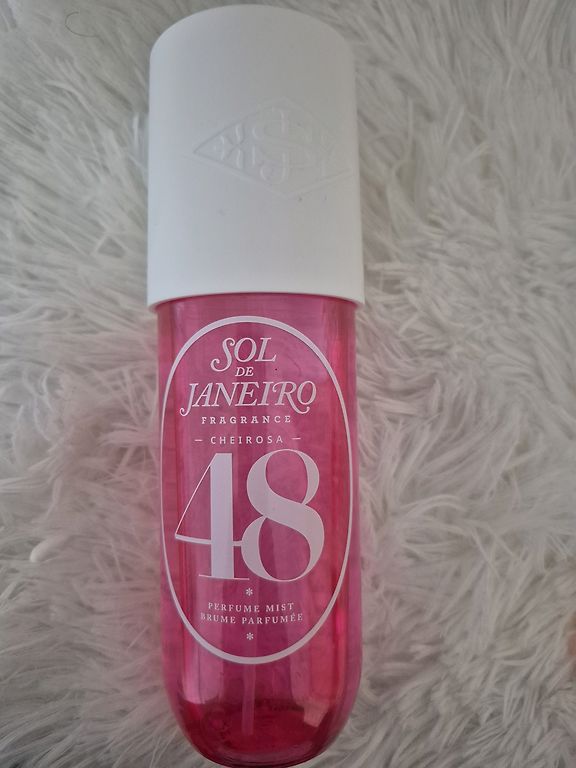 SOL
DE
JANEIRO
FRAGRANCE
— CHEIROSA —
48
PERFUME MIST
BRUME PARFUMÉE